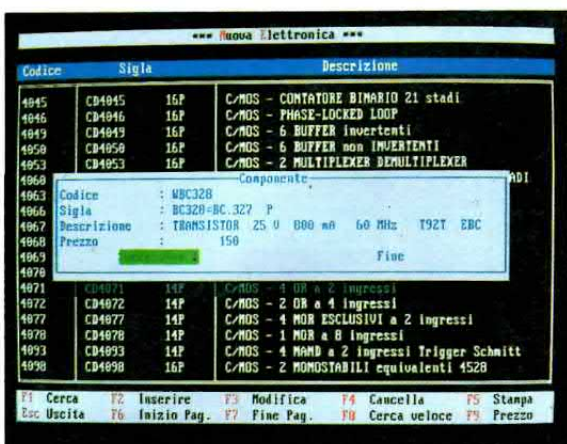 *** Nuova Elettronica ***
Codice Sigla Descrizione
4045 CD4045 16P C/MOS - CONTATORE BINARIO 21 stadi
4046 CD4046 16P C/MOS - PHASE-LOCKED LOOP
4049 CD4049 16P C/MOS - 6 BUFFER invertenti
4050 CD4050 16P C/MOS - 6 BUFFER non INVERTENTI
4053 CD4053 16P C/MOS - 2 MULTIPLEXER DEMULTIPLEXER
4060 ADI
Componente
4063 Codice : WBC328
4066 Sigla : BC328=BC.327 P
4067 Descrizione : TRANSISTOR 25 V 800 mA 60 MHz T92T EBC
4068 Prezzo : 150
4069 Fine
4070
4071 CD4071 14P C/MOS - 4 OR a 2 ingressi
4072 CD4072 14P C/MOS - 2 OR a 4 ingressi
4077 CD4077 14P C/MOS - 4 NOR ESCLUSIVI a 2 ingressi
4078 CD4078 14P C/MOS - 1 NOR a 8 ingressi
4093 CD4093 14P C/MOS - 4 NAND a 2 ingressi Trigger Schmitt
4098 CD4098 16P C/MOS - 2 MONOSTABILI equivalenti 4528
F1 Cerca F2 Inserire F3 Modifica F4 Cancella F5 Stampa
Esc Uscita F6 Inizio Pag. F7 Fine Pag. F8 Cerca veloce F9 Prezzo